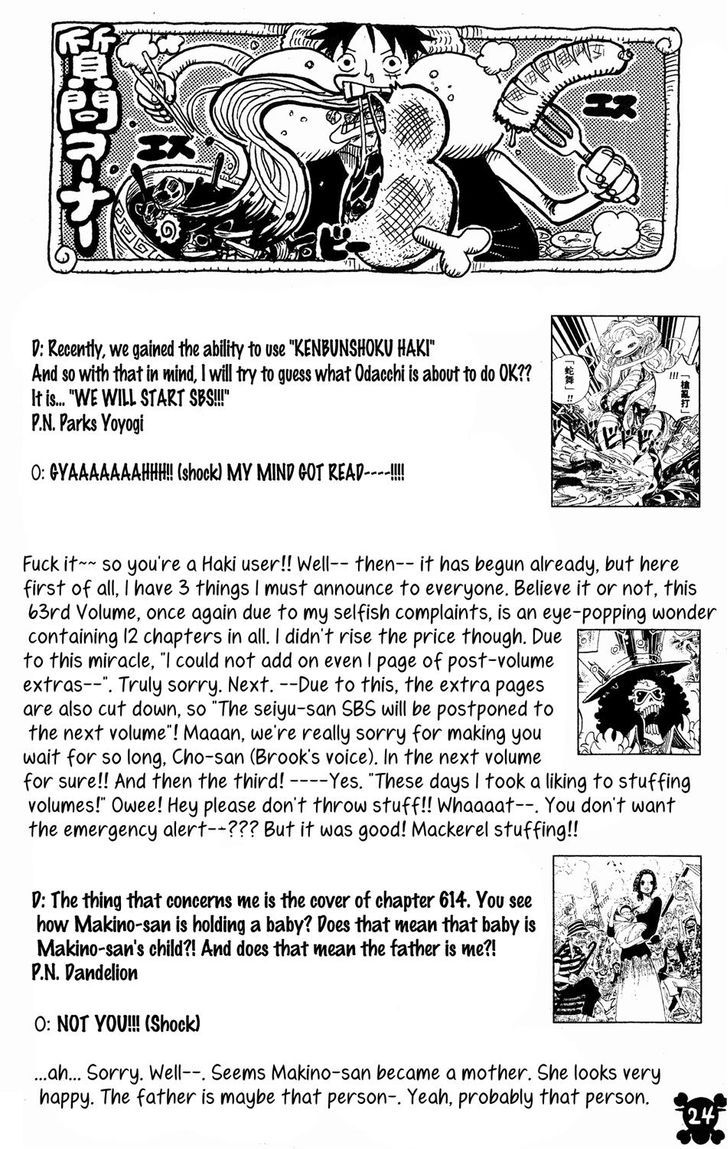 質問コーナー
エス
エス
ビー
D: Recently, we gained the ability to use "KENBUNSHOKU HAKI"
And so with that in mind, I will try to guess what Odacchi is about to do OK??
It is... "WE WILL START SBS!!!"
P.N. Parks Yoyogi
「槍乱打」!!!
「蛇舞」!!
O: GYAAAAAAAHHH!! (shock) MY MIND GOT READ----!!!!
Fuck it~~ so you're a Haki user!! Well-- then-- it has begun already, but here
first of all, I have 3 things I must announce to everyone. Believe it or not, this
63rd Volume, once again due to my selfish complaints, is an eye-popping wonder
containing 12 chapters in all. I didn't rise the price though. Due
to this miracle, "I could not add on even 1 page of post-volume
extras--". Truly sorry. Next. --Due to this, the extra pages
are also cut down, so "The seiyu-san SBS will be postponed to
the next volume"! Maaan, we're really sorry for making you
wait for so long, Cho-san (Brook's voice). In the next volume
for sure!! And then the third! ----Yes. "These days I took a liking to stuffing
volumes!" Owee! Hey please don't throw stuff!! Whaaaat--. You don't want
the emergency alert--??? But it was good! Mackerel stuffing!!
D: The thing that concerns me is the cover of chapter 614. You see
how Makino-san is holding a baby? Does that mean that baby is
Makino-san's child?! And does that mean the father is me?!
P.N. Dandelion
O: NOT YOU!!! (Shock)
...ah... Sorry. Well--. Seems Makino-san became a mother. She looks very
happy. The father is maybe that person-. Yeah, probably that person.
24